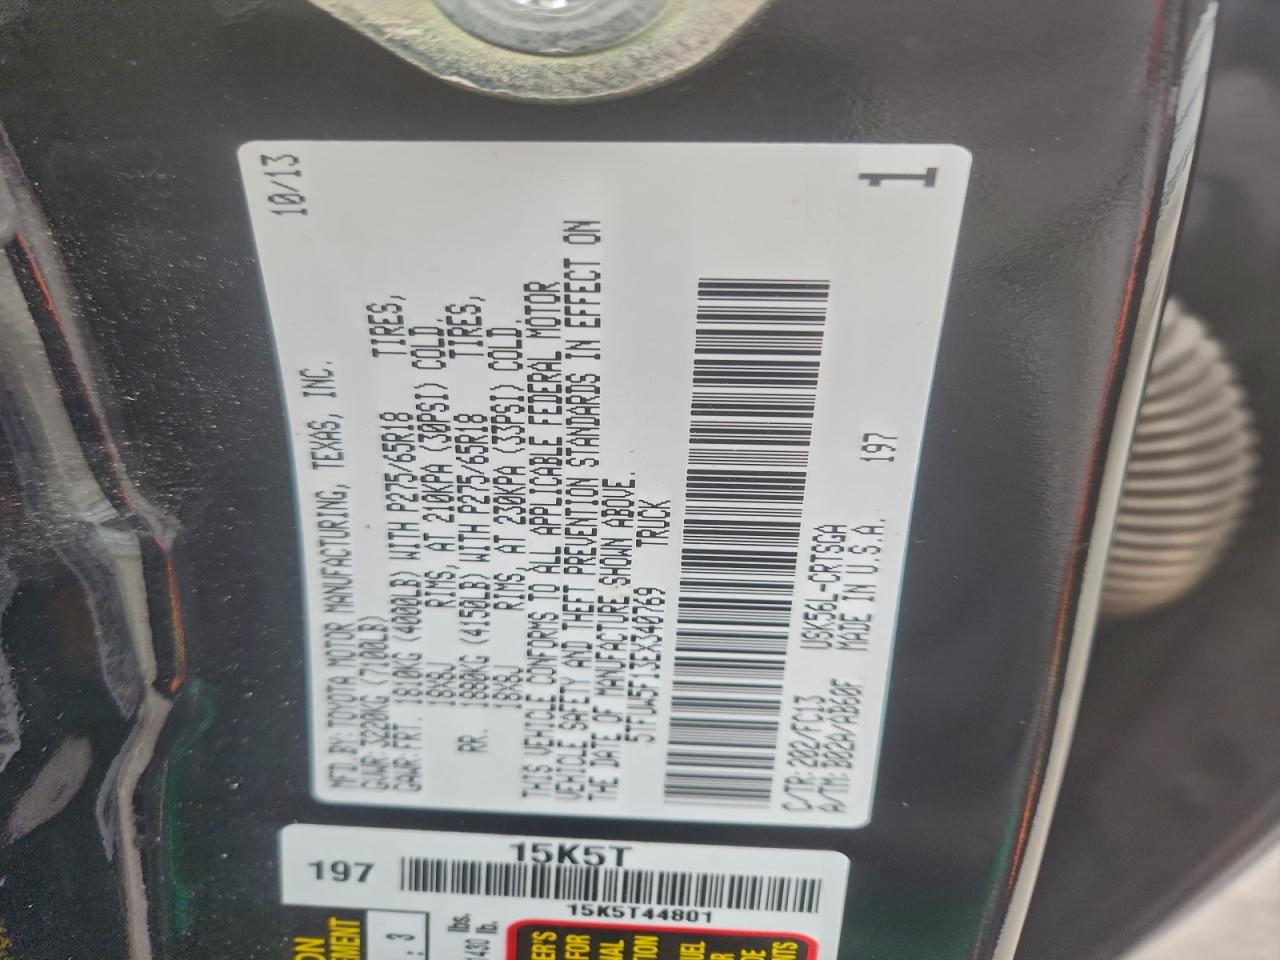 MFD.BY: TOYOTA MOTOR MANUFACTURING, TEXAS, INC. 10/13
GVWR 3220KG (7100LB)
GAWR FRT. 1810KG (4000LB) WITH P275/65R18 TIRES,
18X8J RIMS, AT 210KPA (30PSI) COLD.
RR. 1880KG (4150LB) WITH P275/65R18 TIRES,
18X8J RIMS AT 230KPA (33PSI) COLD.
THIS VEHICLE CONFORMS TO ALL APPLICABLE FEDERAL MOTOR
VEHICLE SAFETY AND THEFT PREVENTION STANDARDS IN EFFECT ON
THE DATE OF MANUFACTURE SHOWN ABOVE.
TRUCK
C/TR: 202/FC13 USK56L-CRTSGA
A/TM: B02A/AB60F MADE IN U.S.A. 197
1
15K5T
197
15K5T44801